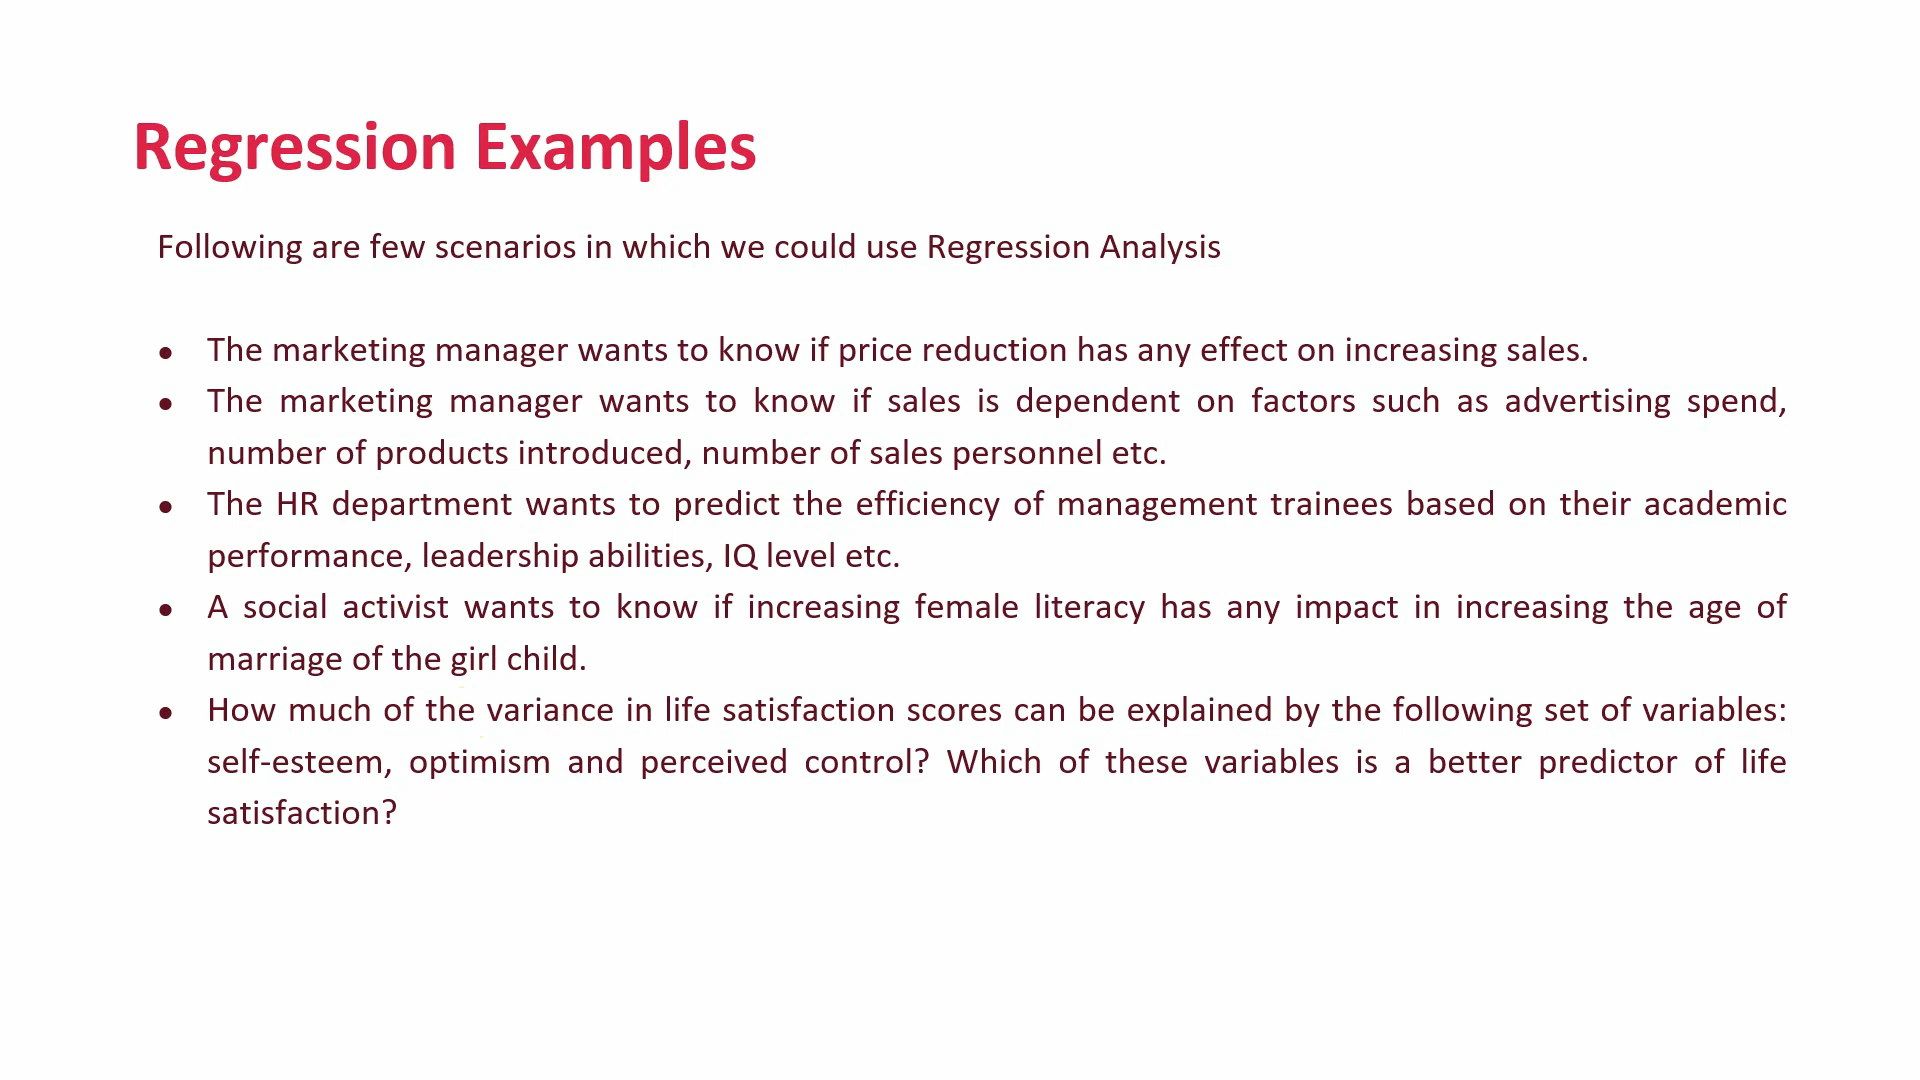 Regression Examples
Following are few scenarios in which we could use Regression Analysis
● The marketing manager wants to know if price reduction has any effect on increasing sales.
● The marketing manager wants to know if sales is dependent on factors such as advertising spend,
number of products introduced, number of sales personnel etc.
● The HR department wants to predict the efficiency of management trainees based on their academic
performance, leadership abilities, IQ level etc.
● A social activist wants to know if increasing female literacy has any impact in increasing the age of
marriage of the girl child.
● How much of the variance in life satisfaction scores can be explained by the following set of variables:
self-esteem, optimism and perceived control? Which of these variables is a better predictor of life
satisfaction?